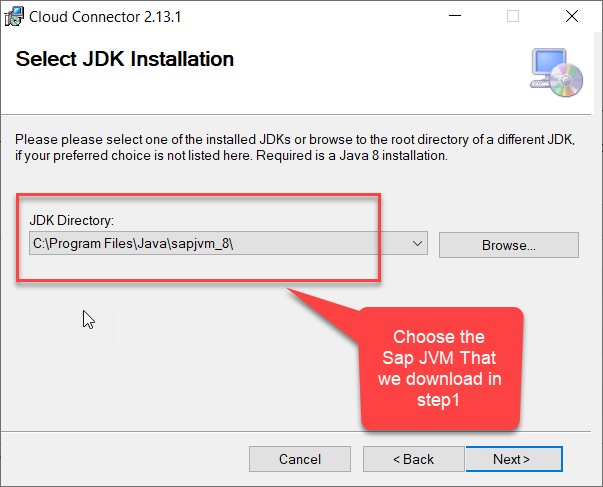 Cloud Connector 2.13.1
Select JDK Installation
Please please select one of the installed JDKs or browse to the root directory of a different JDK,
if your preferred choice is not listed here. Required is a Java 8 installation.
JDK Directory:
C:\Program Files\Java\sapjvm_8\
Browse...
Choose the
Sap JVM That
we download in
step1
Cancel
< Back
Next >